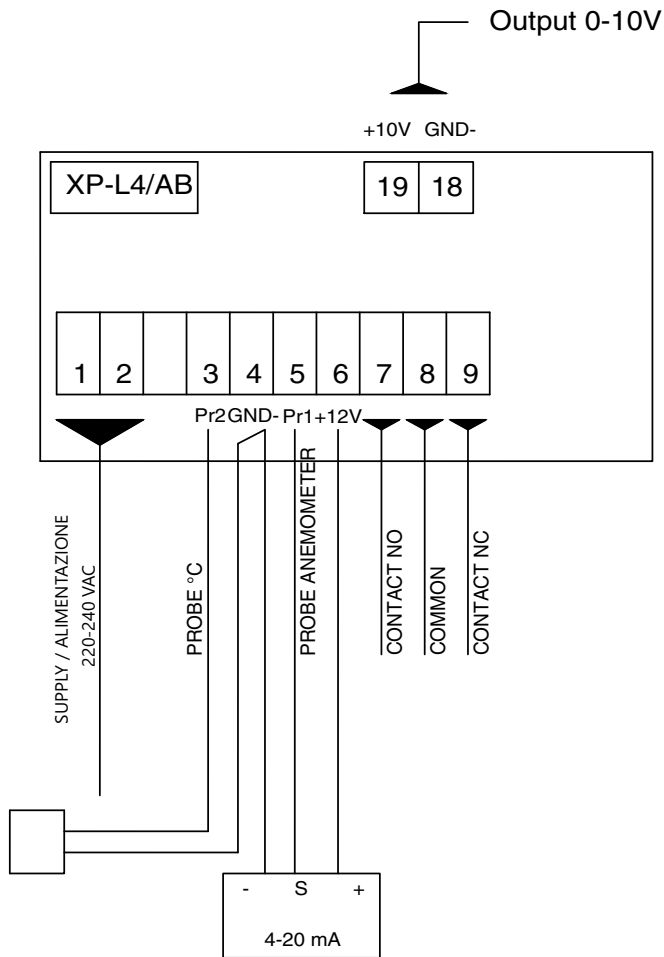 Output 0-10V
+10V GND-
XP-L4/AB
19 18
1 2 3 4 5 6 7 8 9
Pr2 GND- Pr1 +12V
SUPPLY / ALIMENTAZIONE
220-240 VAC
PROBE °C
PROBE ANEMOMETER
CONTACT NO
COMMON
CONTACT NC
- S +
4-20 mA